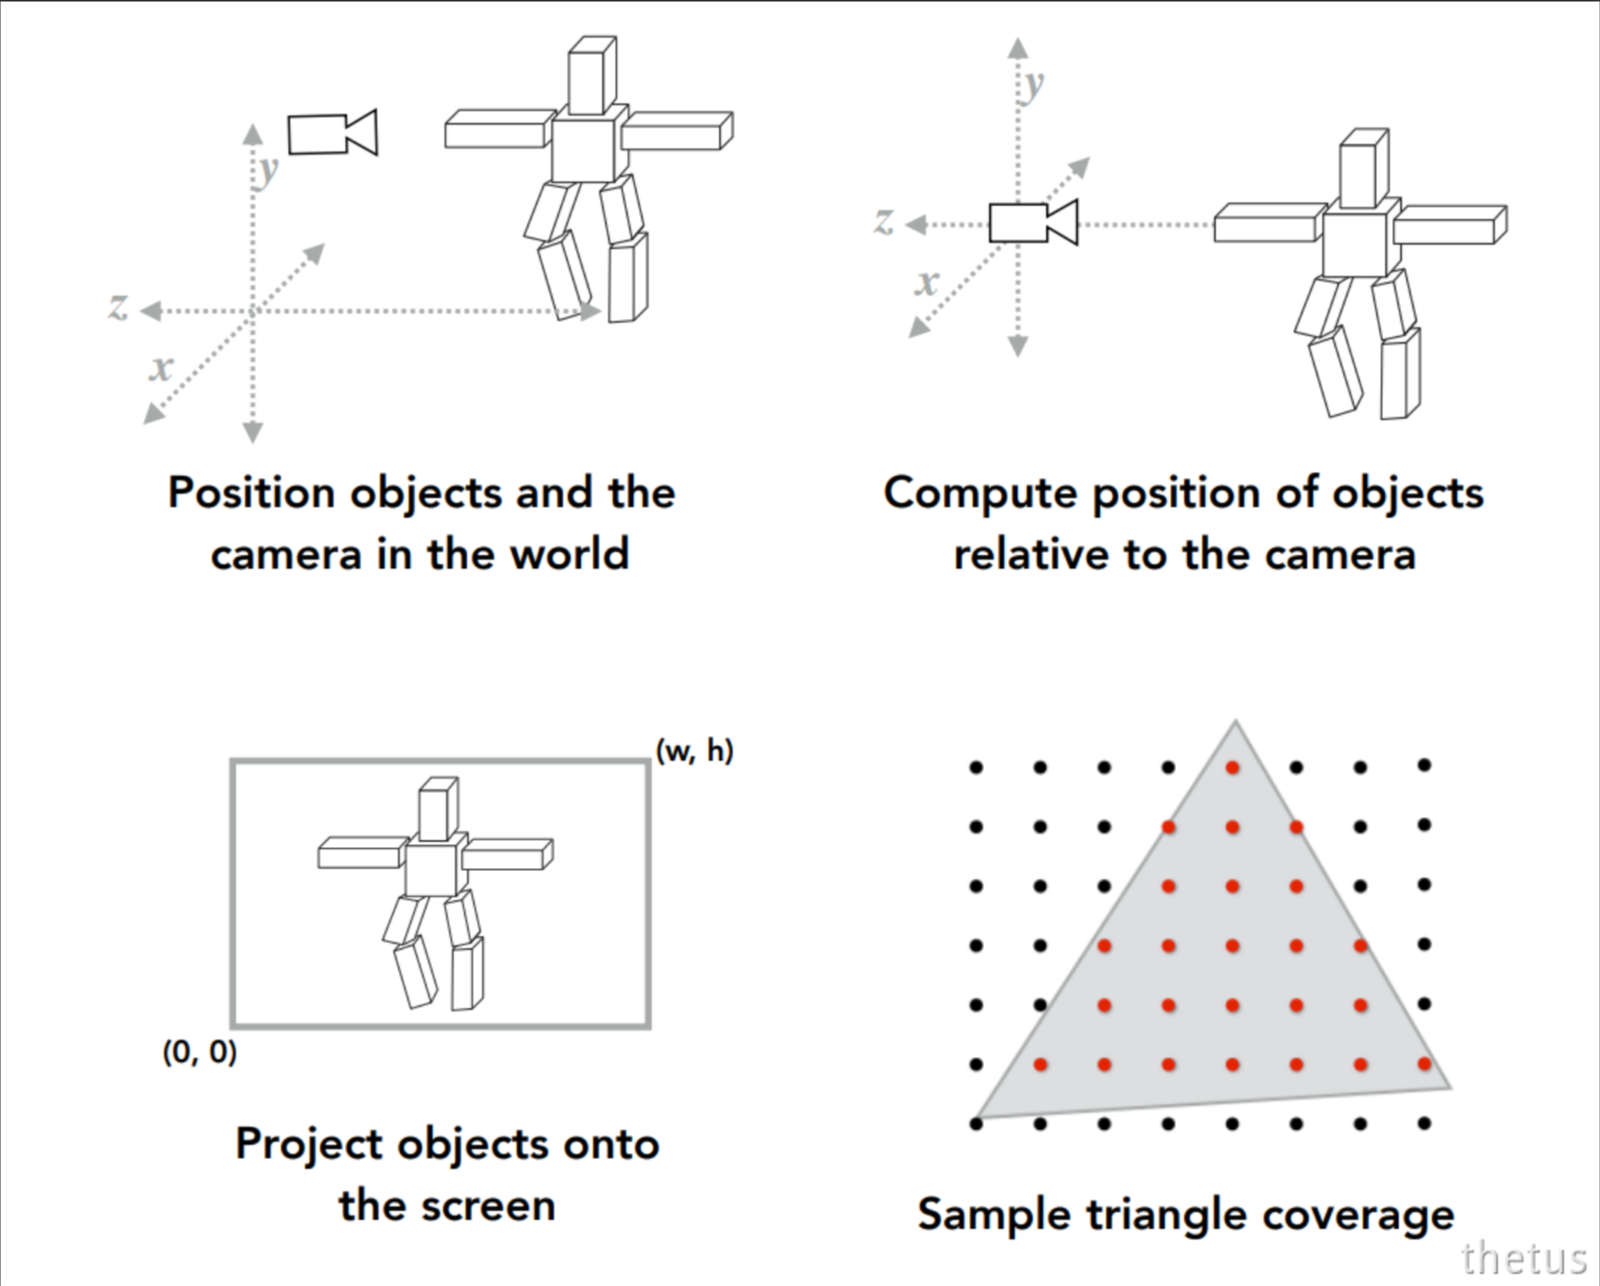 y
z
x
Position objects and the
camera in the world
y
z
x
Compute position of objects
relative to the camera
(w, h)
(0, 0)
Project objects onto
the screen
Sample triangle coverage
thetus